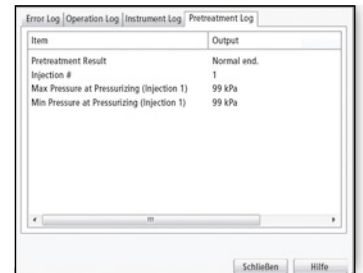 Error Log Operation Log Instrument Log Pretreatment Log
Item Output
Pretreatment Result Normal end.
Injection # 1
Max Pressure at Pressurizing (Injection 1) 99 kPa
Min Pressure at Pressurizing (Injection 1) 99 kPa
Schließen Hilfe